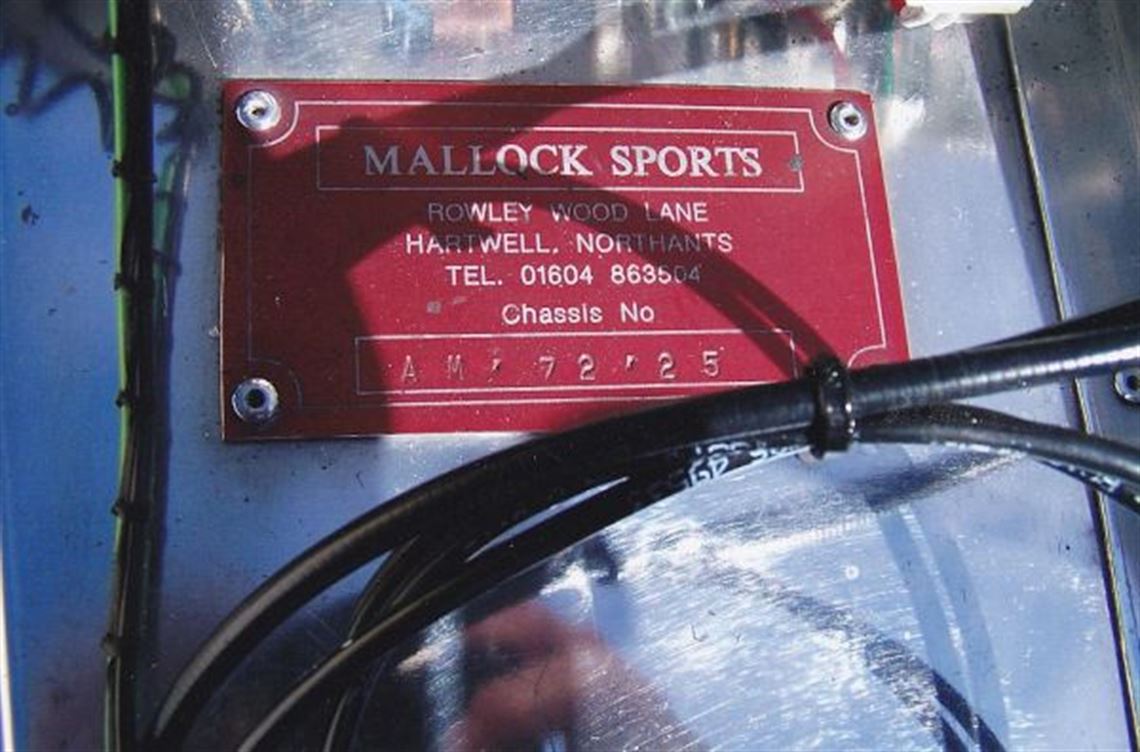 MALLOCK SPORTS
ROWLEY WOOD LANE
HARTWELL, NORTHANTS
TEL. 01604 863504
Chassis No
AM'72'25